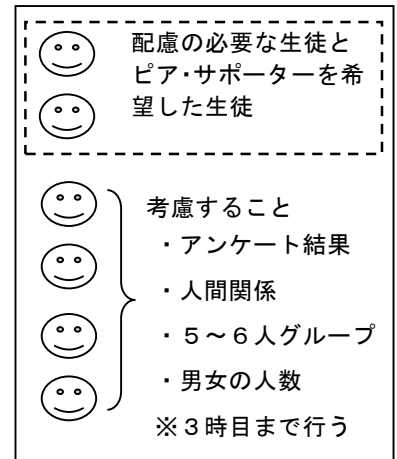 配慮の必要な生徒と
ピア・サポーターを希
望した生徒
考慮すること
・アンケート結果
・人間関係
・５～６人グループ
・男女の人数
※３時目まで行う